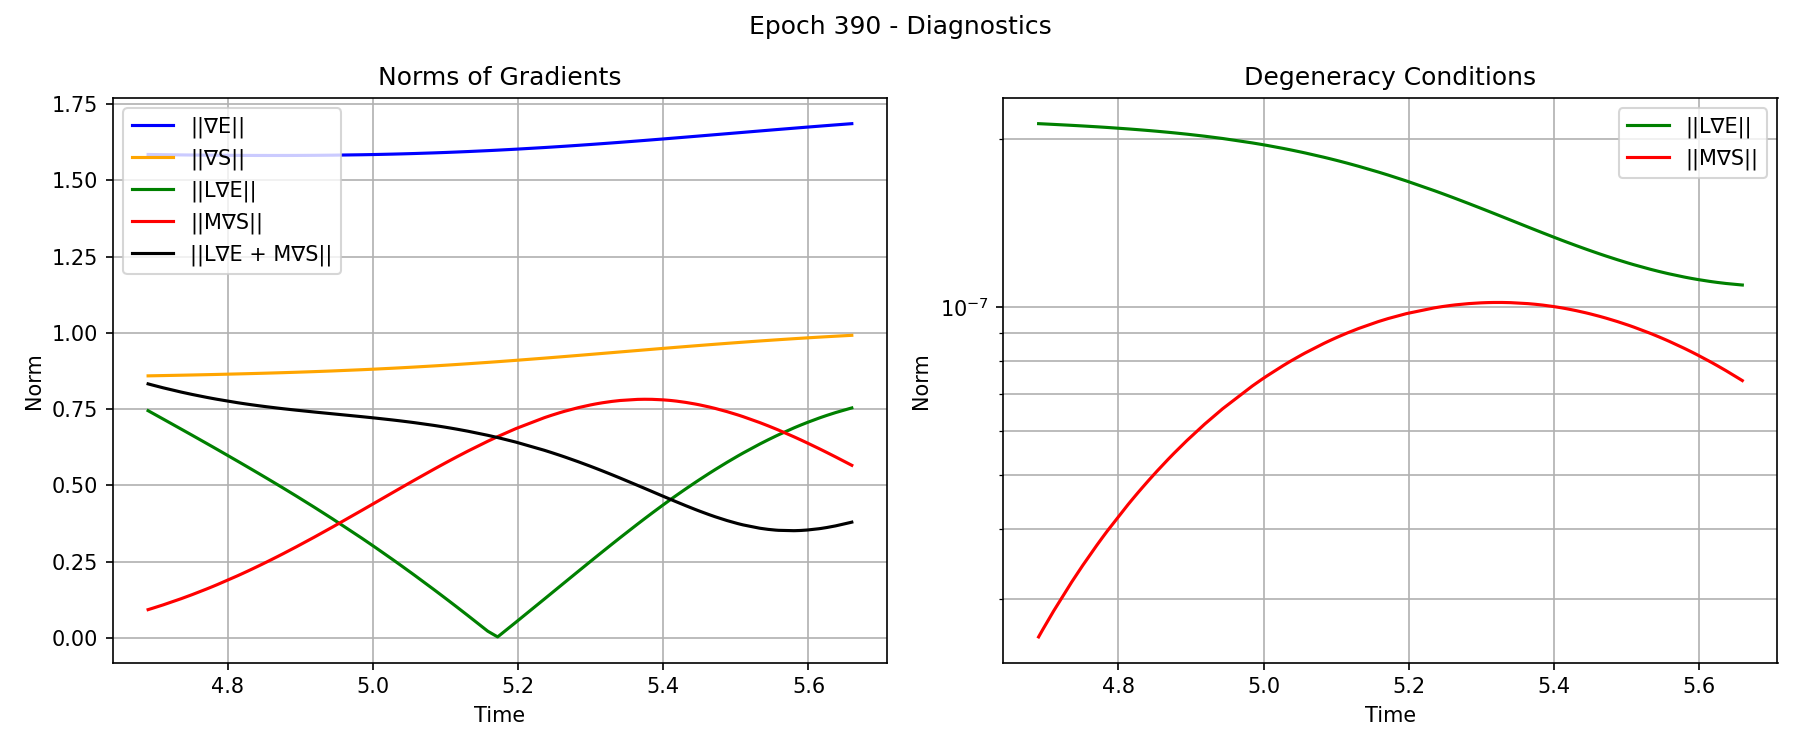 Epoch 390 - Diagnostics
Norms of Gradients
||∇E||
||∇S||
||L∇E||
||M∇S||
||L∇E + M∇S||
1.75
1.50
1.25
1.00
0.75
0.50
0.25
0.00
Norm
4.8
5.0
5.2
5.4
5.6
Time
Degeneracy Conditions
||L∇E||
||M∇S||
10⁻⁷
Norm
4.8
5.0
5.2
5.4
5.6
Time